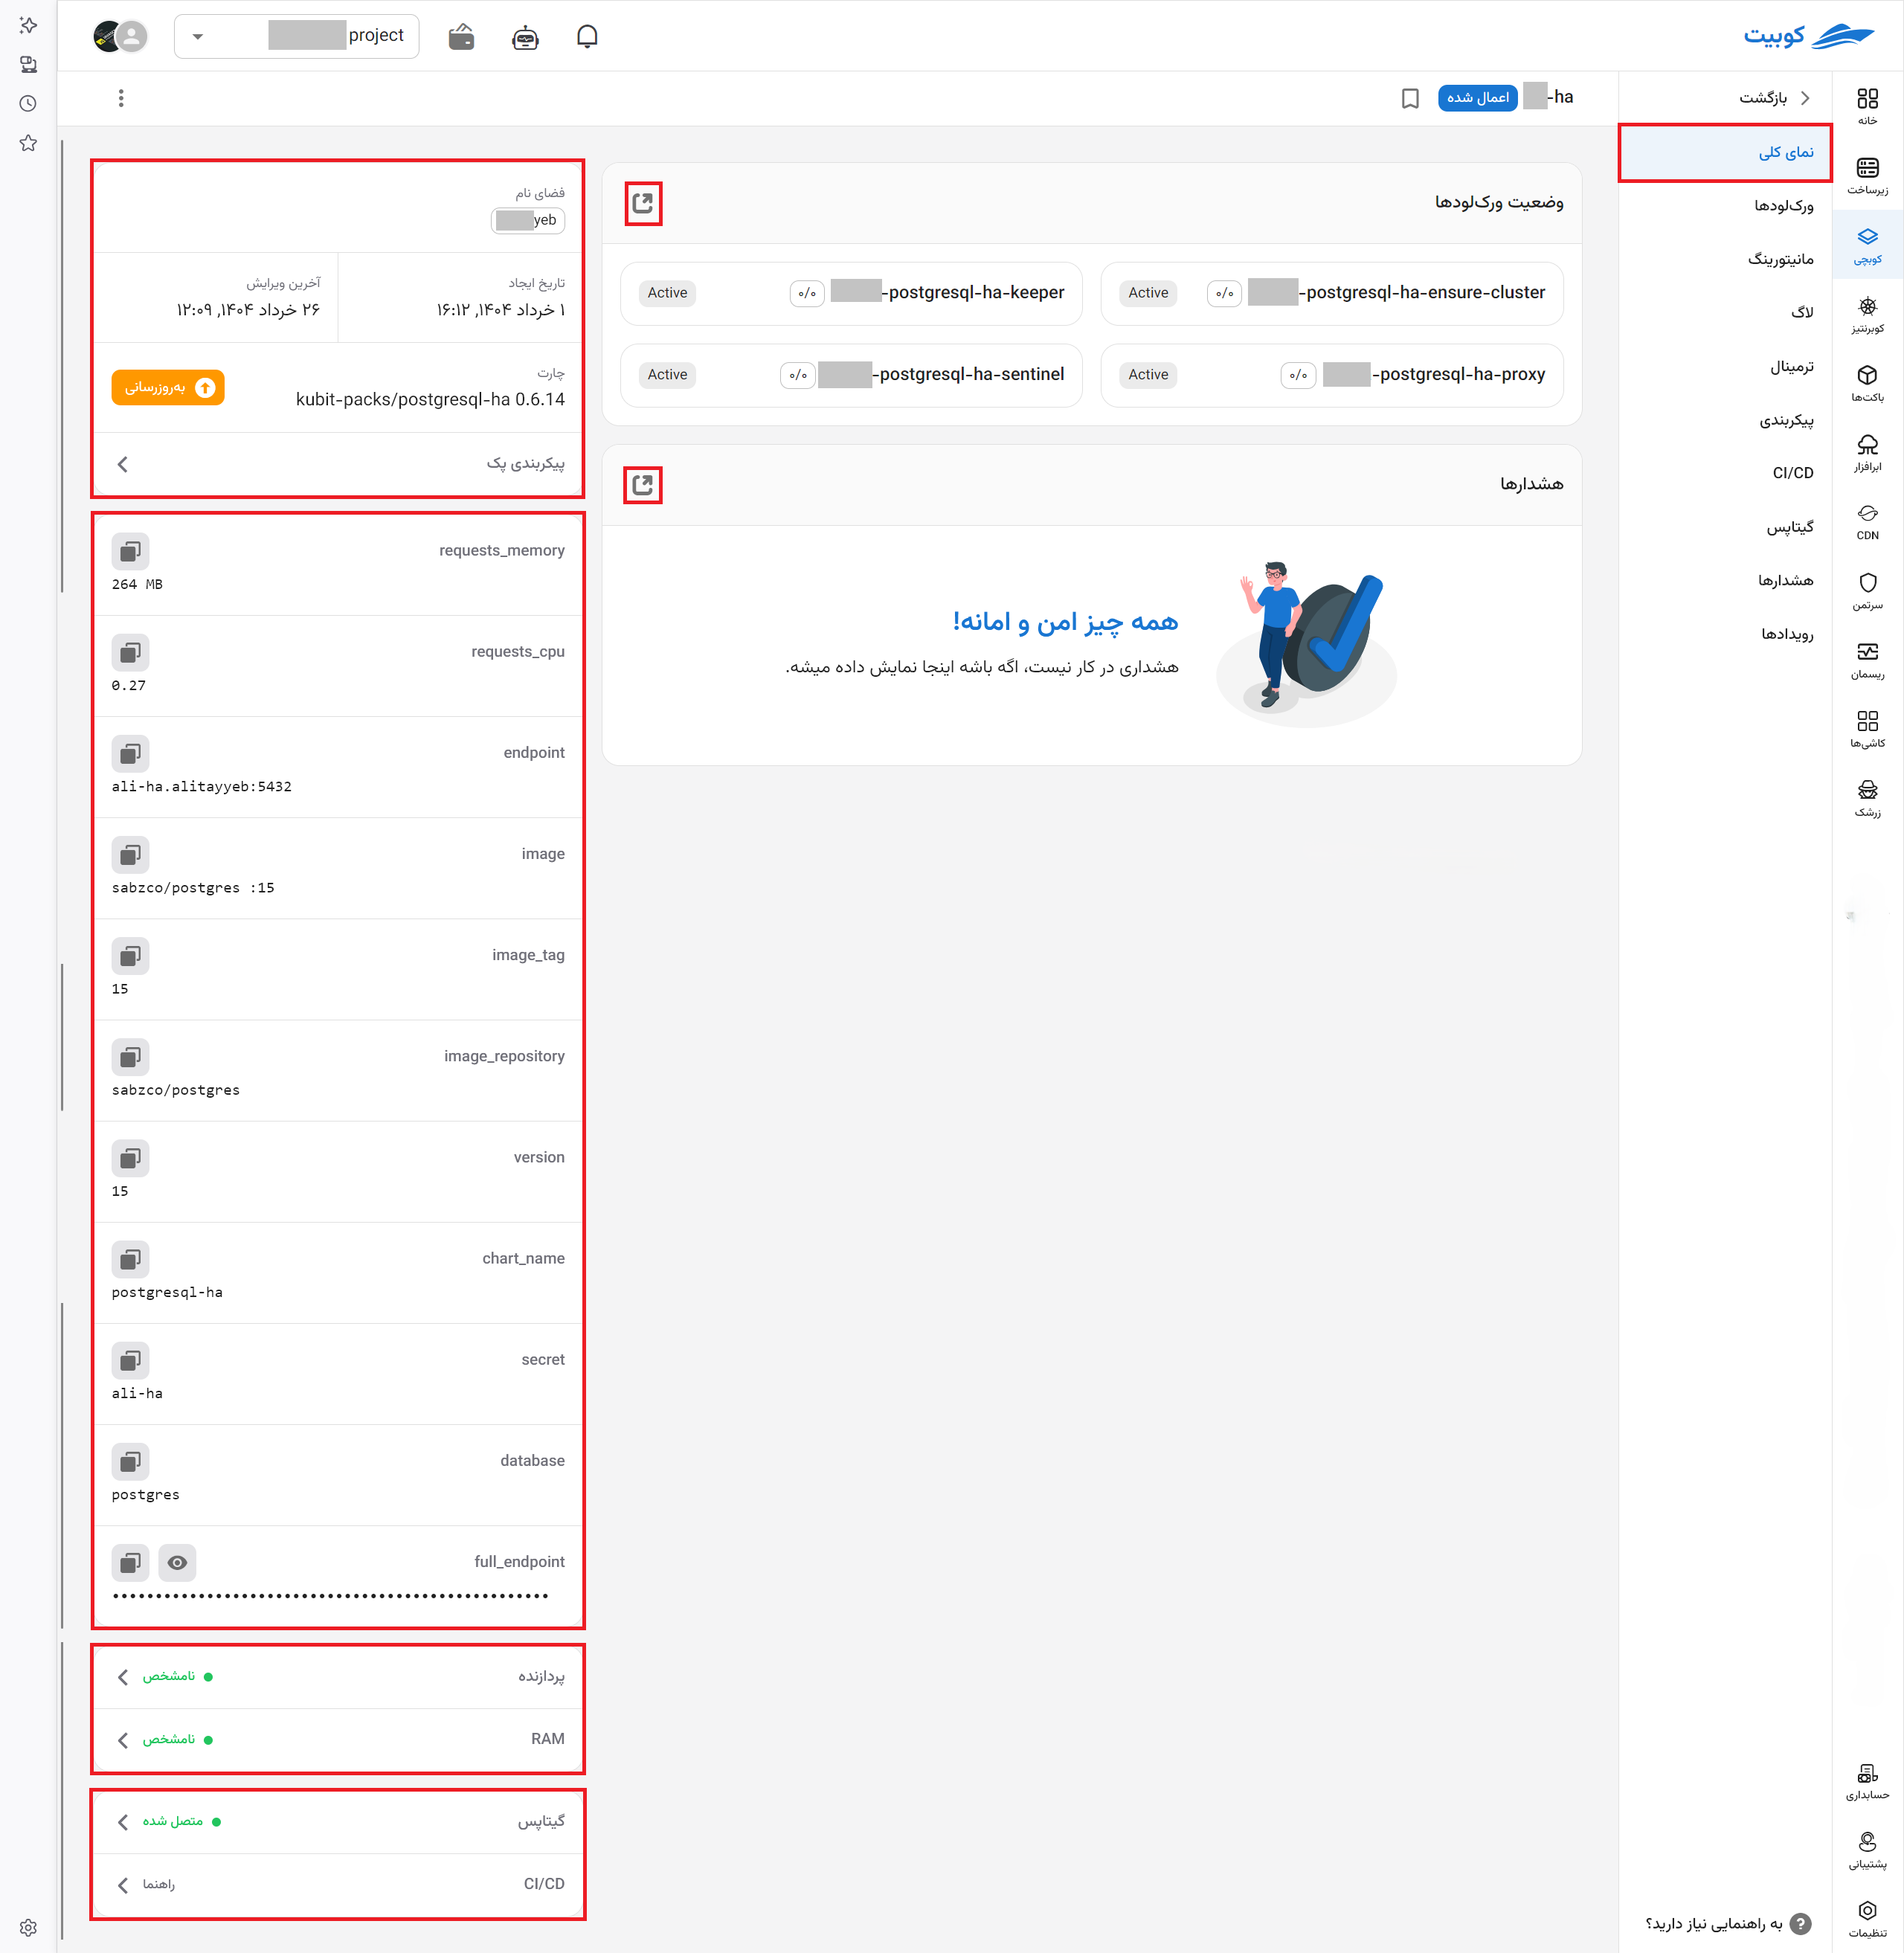 کوبیت
project
خانه
زیرساخت
کوبچی
کوبرنتیز
باکت‌ها
ابرافزار
CDN
سرتمن
ریسمان
کاشی‌ها
زرشک
حسابداری
پشتیبانی
تنظیمات
بازگشت
نمای کلی
ورک‌لودها
مانیتورینگ
لاگ
ترمینال
پیکربندی
CI/CD
گیتاپس
هشدارها
رویدادها
به راهنمایی نیاز دارید؟
-ha اعمال شده
وضعیت ورک‌لودها
-postgresql-ha-ensure-cluster ۰/۰ Active
-postgresql-ha-keeper ۰/۰ Active
-postgresql-ha-proxy ۰/۰ Active
-postgresql-ha-sentinel ۰/۰ Active
هشدارها
همه چیز امن و امانه!
هشداری در کار نیست، اگه باشه اینجا نمایش داده میشه.
فضای نام
yeb
تاریخ ایجاد
۱ خرداد ۱۴۰۴, ۱۶:۱۲
آخرین ویرایش
۲۶ خرداد ۱۴۰۴, ۱۲:۰۹
چارت
kubit-packs/postgresql-ha 0.6.14
به‌روزرسانی
پیکربندی پک
requests_memory
264 MB
requests_cpu
0.27
endpoint
ali-ha.alitayyeb:5432
image
sabzco/postgres :15
image_tag
15
image_repository
sabzco/postgres
version
15
chart_name
postgresql-ha
secret
ali-ha
database
postgres
full_endpoint
پردازنده نامشخص
RAM نامشخص
گیتاپس متصل شده
CI/CD راهنما